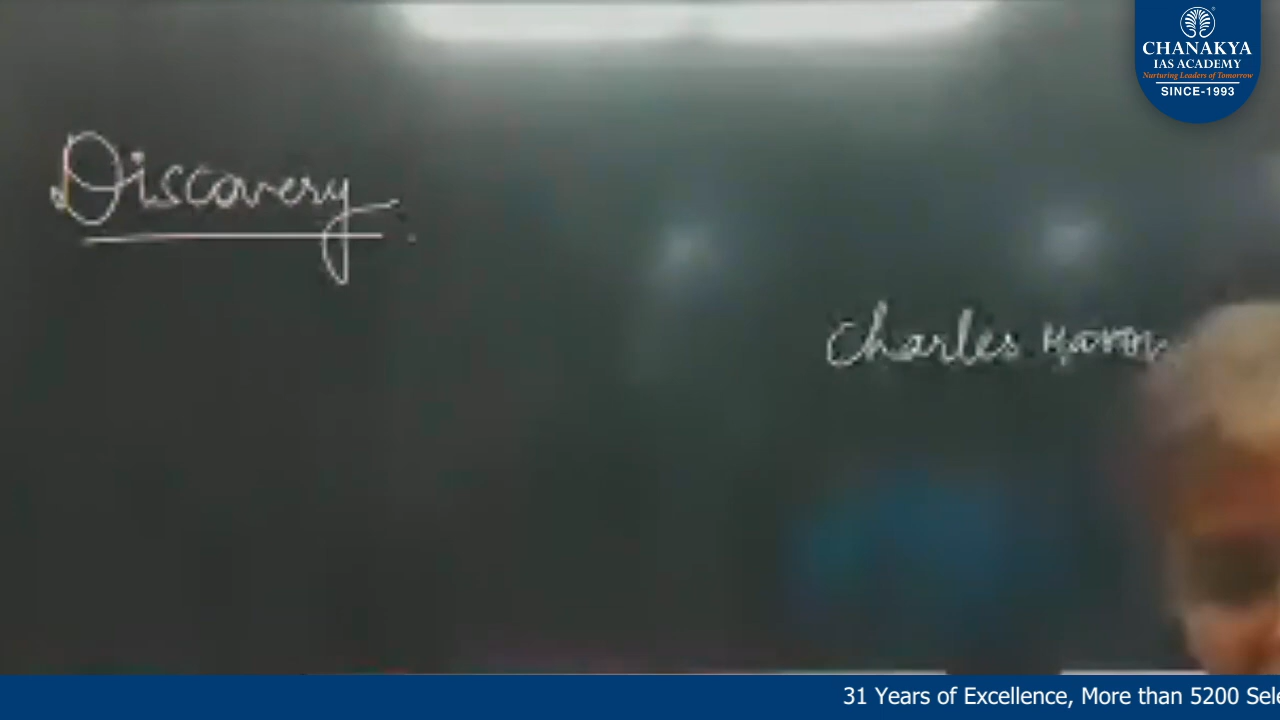 CHANAKYA
IAS ACADEMY
Nurturing Leaders of Tomorrow
SINCE-1993
Discovery
Charles
31 Years of Excellence, More than 5200